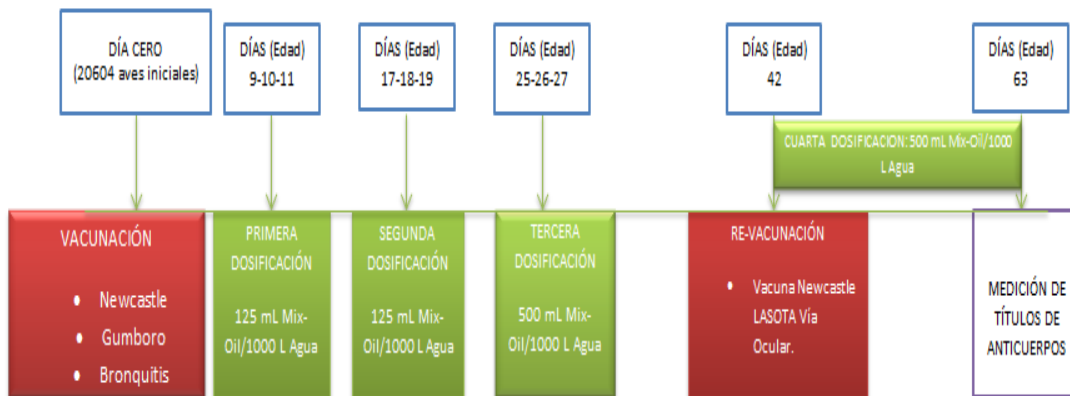 DÍA CERO
(20604 aves iniciales)
DÍAS (Edad)
9-10-11
DÍAS (Edad)
17-18-19
DÍAS (Edad)
25-26-27
DÍAS (Edad)
42
DÍAS (Edad)
63
CUARTA DOSIFICACION: 500 mL Mix-Oil/1000
L Agua
VACUNACIÓN
• Newcastle
• Gumboro
• Bronquitis
PRIMERA
DOSIFICACIÓN
125 mL Mix-
Oil/1000 L Agua
SEGUNDA
DOSIFICACIÓN
125 mL Mix-
Oil/1000 L Agua
TERCERA
DOSIFICACIÓN
500 mL Mix-
Oil/1000 L Agua
RE-VACUNACIÓN
• Vacuna Newcastle
LASOTA Vía
Ocular.
MEDICIÓN DE
TÍTULOS DE
ANTICUERPOS